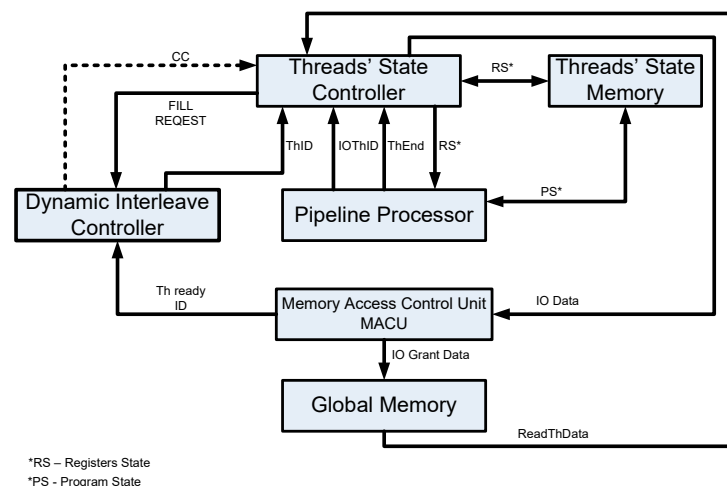 CC
Threads' State
Controller
RS*
Threads' State
Memory
FILL
REQEST
ThID
IOThID
ThEnd
RS*
Dynamic Interleave
Controller
Pipeline Processor
PS*
Th ready
ID
Memory Access Control Unit
MACU
IO Data
IO Grant Data
Global Memory
ReadThData
*RS – Registers State
*PS - Program State